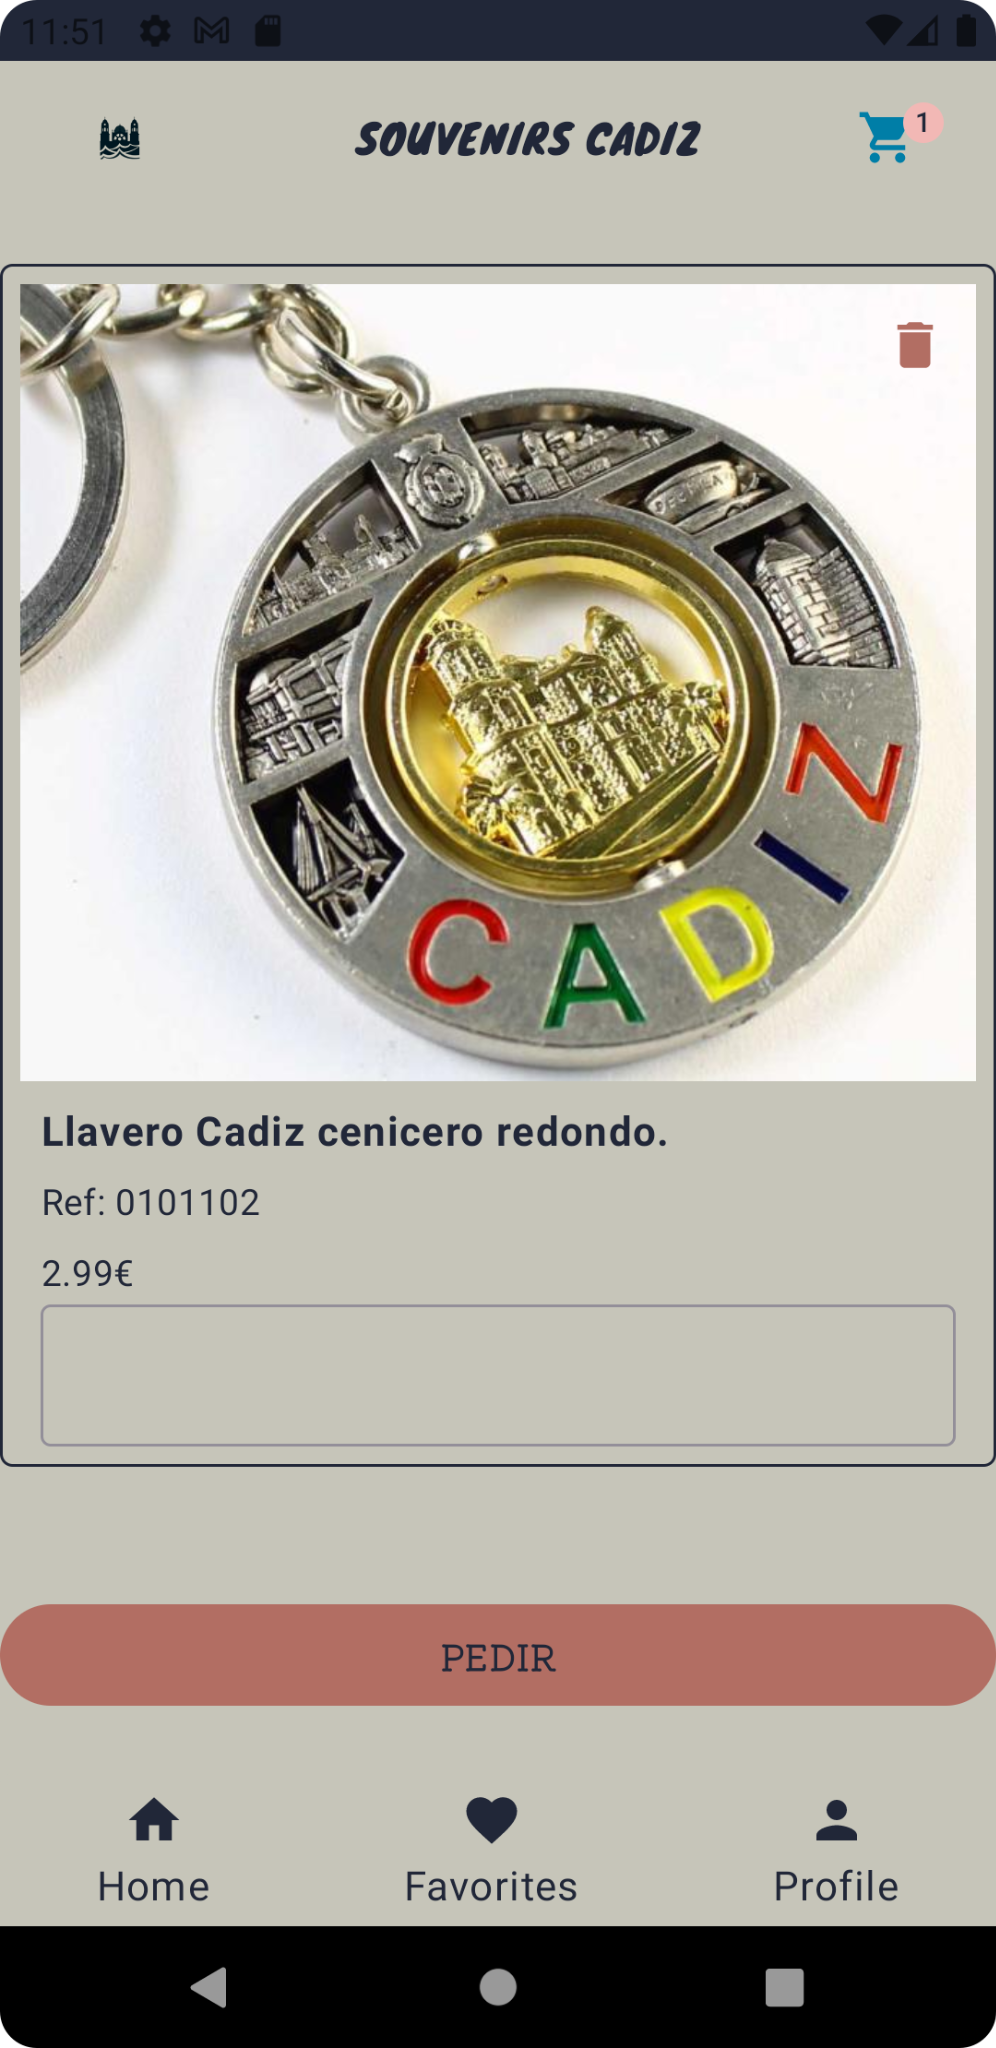 11:51
SOUVENIRS CADIZ
1
CADIZ
Llavero Cadiz cenicero redondo.
Ref: 0101102
2.99€
PEDIR
Home
Favorites
Profile